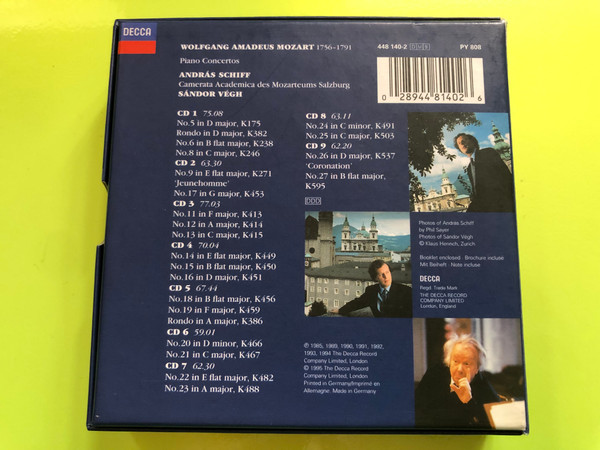 DECCA
WOLFGANG AMADEUS MOZART 1756–1791
448 140-2 DDD
PY 808
Piano Concertos
ANDRÁS SCHIFF
Camerata Academica des Mozarteums Salzburg
SÁNDOR VÉGH
0 28944 81402 6
CD 1 75.08
No.5 in D major, K175
Rondo in D major, K382
No.6 in B flat major, K238
No.8 in C major, K246
CD 2 63.30
No.9 in E flat major, K271
'Jeunehomme'
No.17 in G major, K453
CD 3 77.03
No.11 in F major, K413
No.12 in A major, K414
No.13 in C major, K415
CD 4 70.04
No.14 in E flat major, K449
No.15 in B flat major, K450
No.16 in D major, K451
CD 5 67.44
No.18 in B flat major, K456
No.19 in F major, K459
Rondo in A major, K386
CD 6 59.01
No.20 in D minor, K466
No.21 in C major, K467
CD 7 62.30
No.22 in E flat major, K482
No.23 in A major, K488
CD 8 63.11
No.24 in C minor, K491
No.25 in C major, K503
CD 9 62.20
No.26 in D major, K537
'Coronation'
No.27 in B flat major,
K595
DDD
Photos of András Schiff
by Phil Sayer
Photos of Sándor Végh
© Klaus Hennch, Zurich
Booklet enclosed · Brochure incluse
Mit Beiheft · Note incluse
DECCA
Regd. Trade Mark
THE DECCA RECORD
COMPANY LIMITED
London, England
℗ 1985, 1989, 1990, 1991, 1992,
1993, 1994 The Decca Record
Company Limited, London
© 1995 The Decca Record
Company Limited, London
Printed in Germany/Imprimé en
Allemagne. Made in Germany